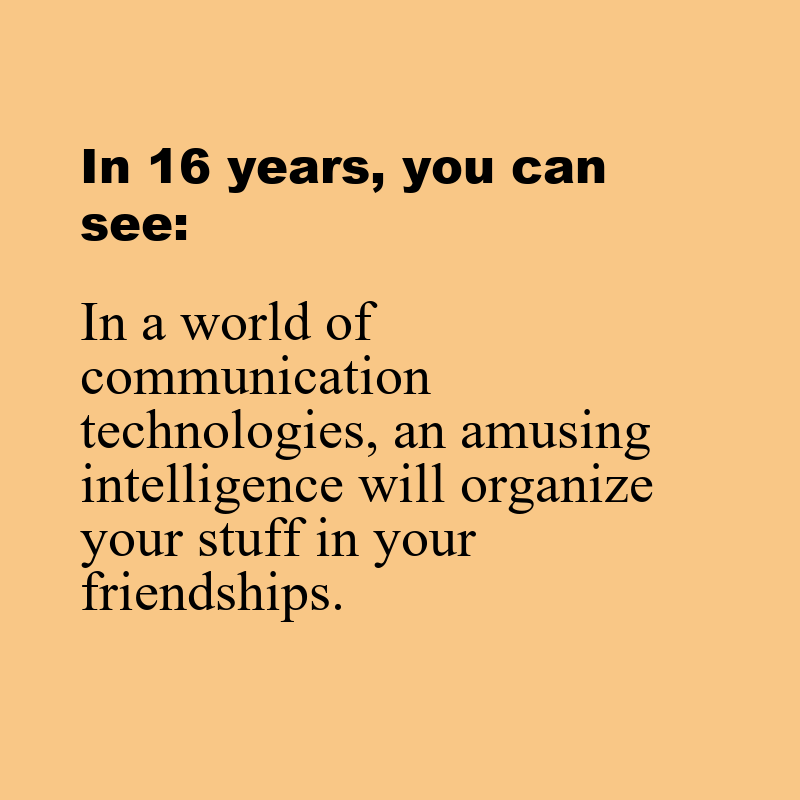 In 16 years, you can
see:
In a world of
communication
technologies, an amusing
intelligence will organize
your stuff in your
friendships.